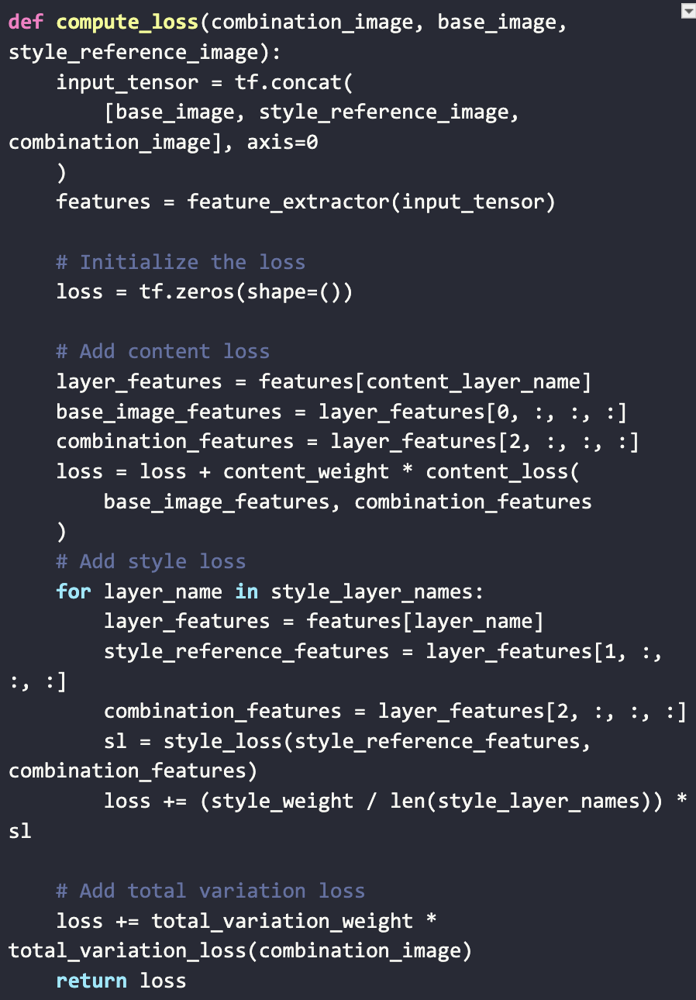 def compute_loss(combination_image, base_image,
style_reference_image):
    input_tensor = tf.concat(
        [base_image, style_reference_image,
combination_image], axis=0
    )
    features = feature_extractor(input_tensor)

    # Initialize the loss
    loss = tf.zeros(shape=())

    # Add content loss
    layer_features = features[content_layer_name]
    base_image_features = layer_features[0, :, :, :]
    combination_features = layer_features[2, :, :, :]
    loss = loss + content_weight * content_loss(
        base_image_features, combination_features
    )
    # Add style loss
    for layer_name in style_layer_names:
        layer_features = features[layer_name]
        style_reference_features = layer_features[1, :,
:, :]
        combination_features = layer_features[2, :, :, :]
        sl = style_loss(style_reference_features,
combination_features)
        loss += (style_weight / len(style_layer_names)) *
sl

    # Add total variation loss
    loss += total_variation_weight *
total_variation_loss(combination_image)
    return loss